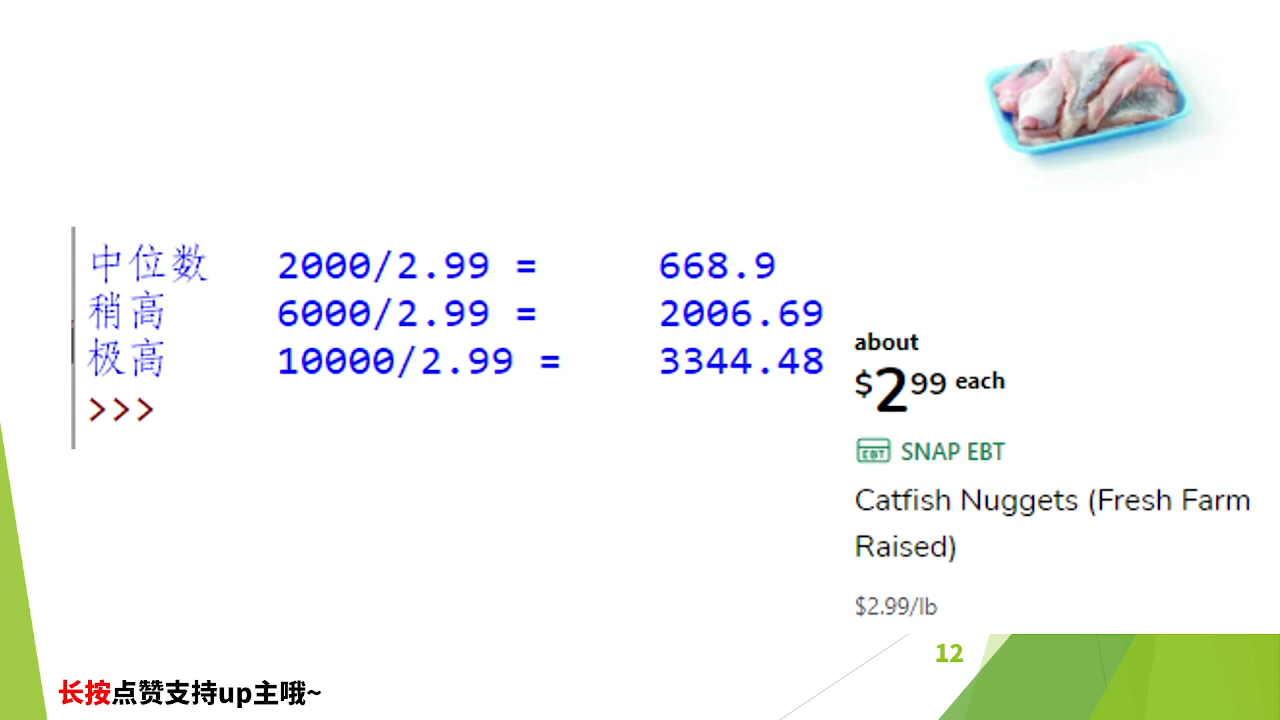 中位数 2000/2.99 = 668.9
稍高 6000/2.99 = 2006.69
极高 10000/2.99 = 3344.48
>>>
about
$2 99 each
EBT SNAP EBT
Catfish Nuggets (Fresh Farm
Raised)
$2.99/lb
12
长按点赞支持up主哦~